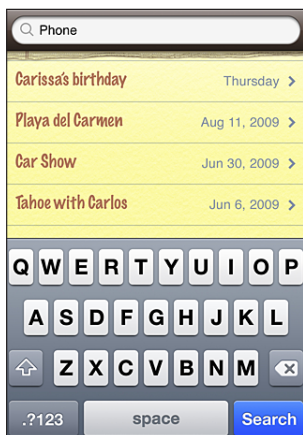 Phone
Carissa's birthday Thursday
Playa del Carmen Aug 11, 2009
Car Show Jun 30, 2009
Tahoe with Carlos Jun 6, 2009
Q W E R T Y U I O P
A S D F G H J K L
Z X C V B N M
.?123 space Search